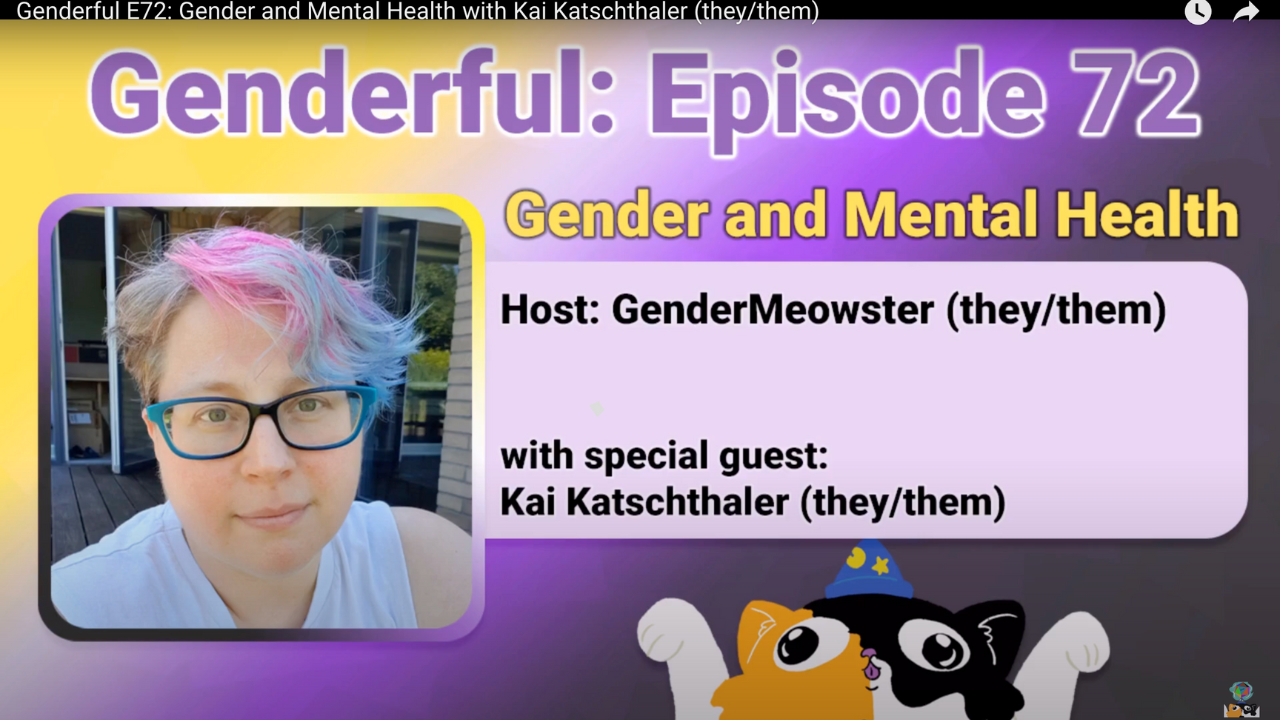 Genderful E72: Gender and Mental Health with Kai Katschthaler (they/them)
Genderful: Episode 72
Gender and Mental Health
Host: GenderMeowster (they/them)
with special guest:
Kai Katschthaler (they/them)